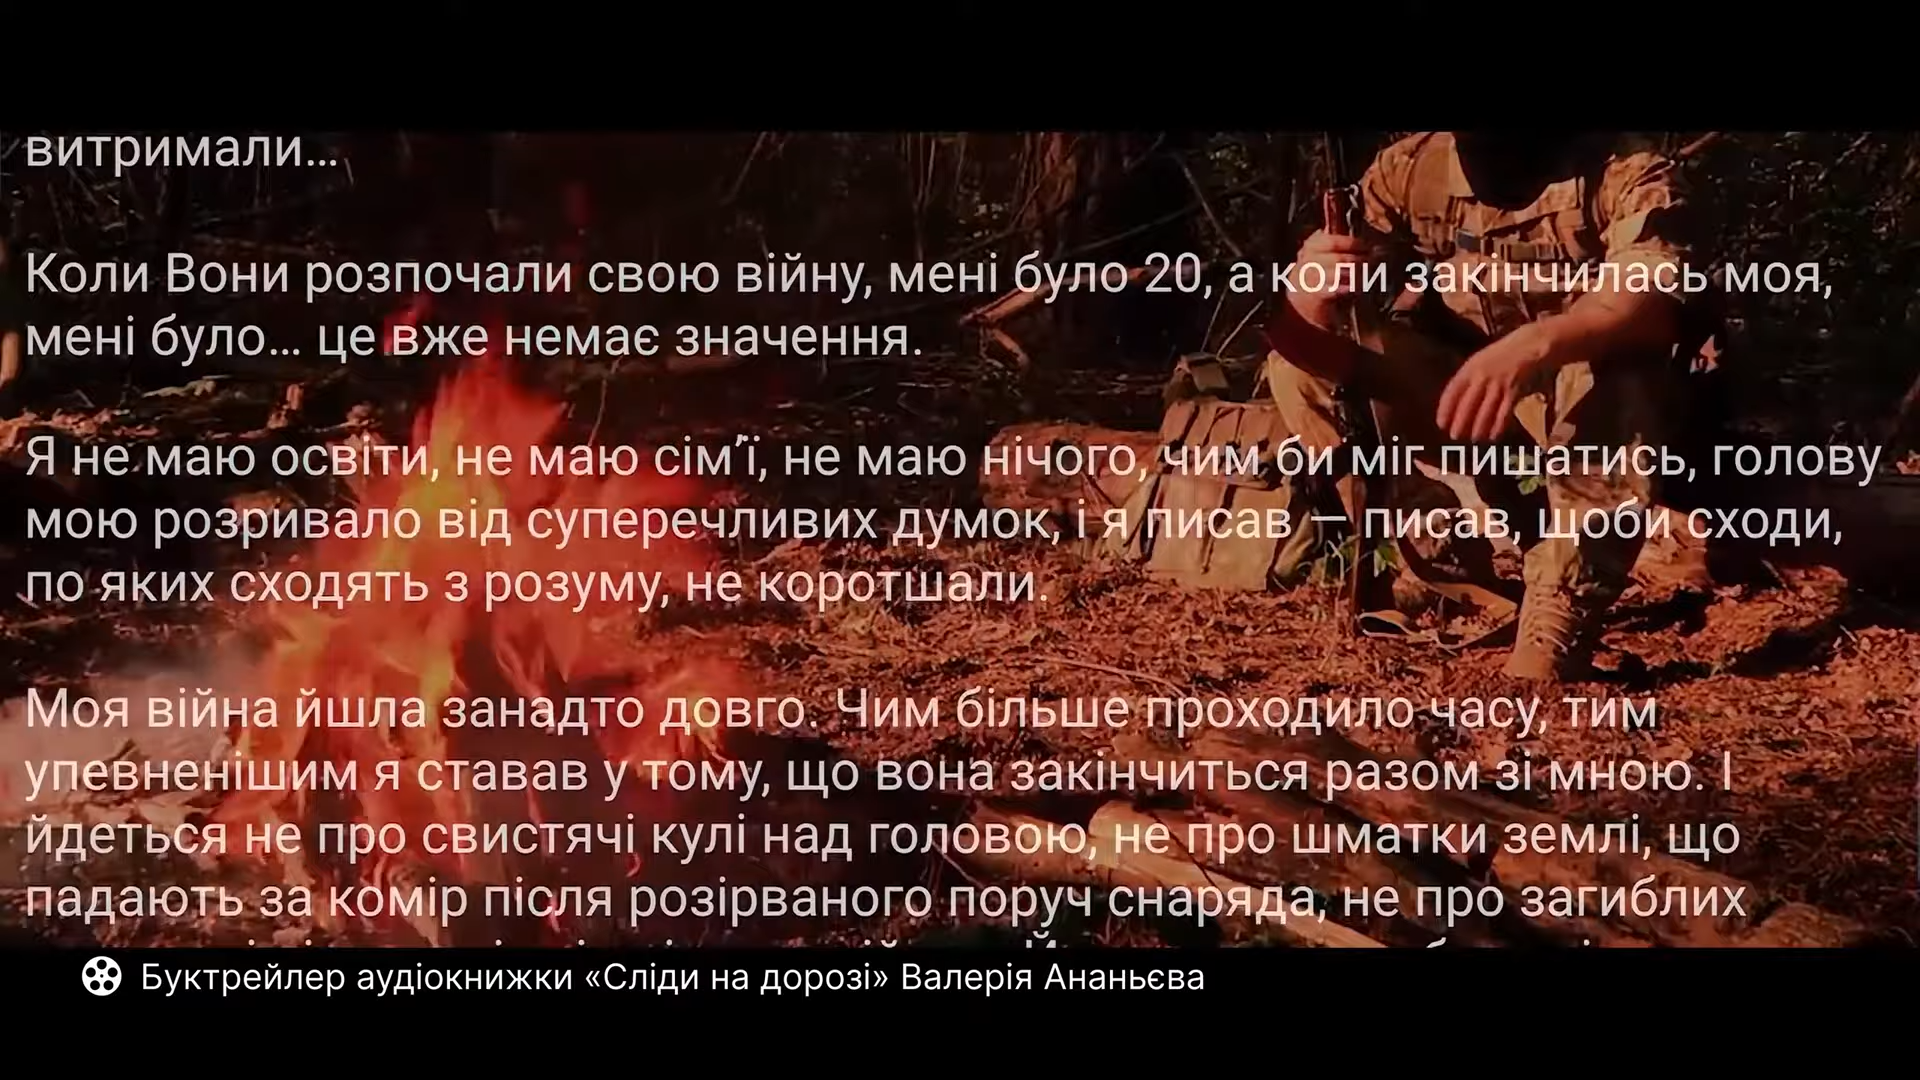 витримали…
Коли Вони розпочали свою війну, мені було 20, а коли закінчилась моя,
мені було… це вже немає значення.
Я не маю освіти, не маю сім’ї, не маю нічого, чим би міг пишатись, голову
мою розривало від суперечливих думок, і я писав — писав, щоби сходи,
по яких сходять з розуму, не коротшали.
Моя війна йшла занадто довго. Чим більше проходило часу, тим
упевненішим я ставав у тому, що вона закінчиться разом зі мною. І
йдеться не про свистячі кулі над головою, не про шматки землі, що
падають за комір після розірваного поруч снаряда, не про загиблих
Буктрейлер аудіокнижки «Сліди на дорозі» Валерія Ананьєва